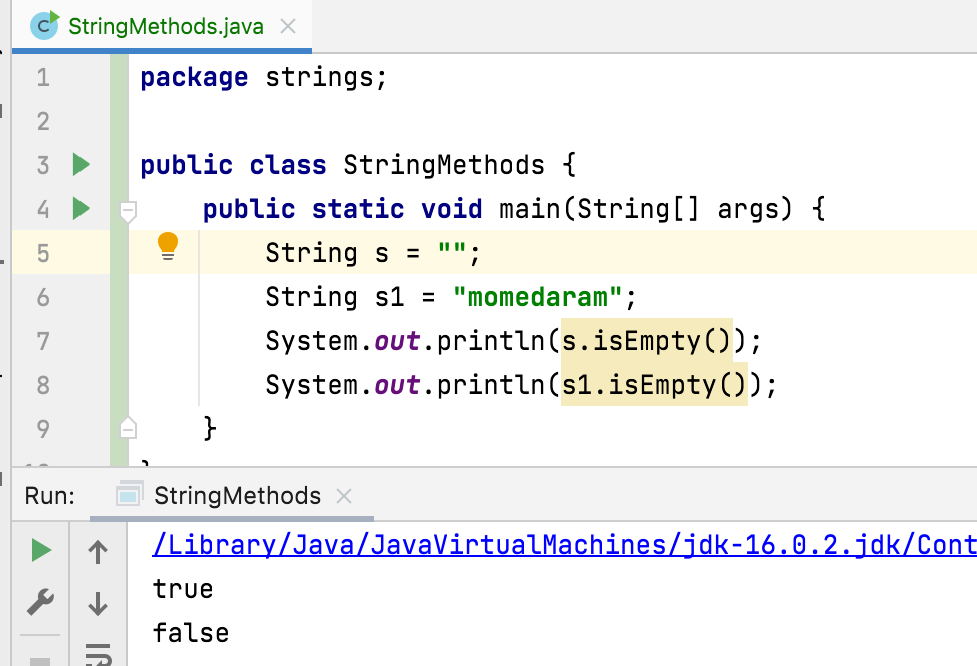 StringMethods.java
1 package strings;
2
3 public class StringMethods {
4 public static void main(String[] args) {
5 String s = "";
6 String s1 = "momedaram";
7 System.out.println(s.isEmpty());
8 System.out.println(s1.isEmpty());
9 }
Run: StringMethods
/Library/Java/JavaVirtualMachines/jdk-16.0.2.jdk/Cont
true
false